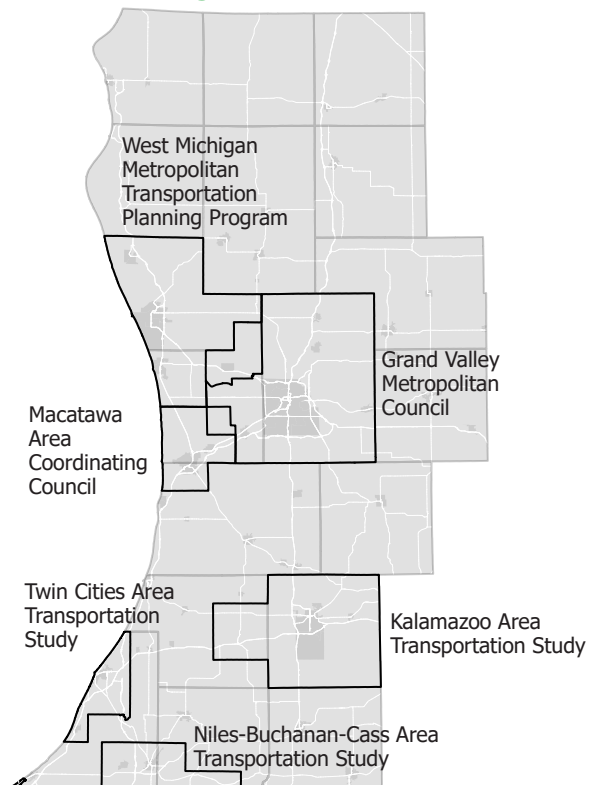 West Michigan
Metropolitan
Transportation
Planning Program
Grand Valley
Metropolitan
Council
Macatawa
Area
Coordinating
Council
Twin Cities Area
Transportation
Study
Kalamazoo Area
Transportation Study
Niles-Buchanan-Cass Area
Transportation Study